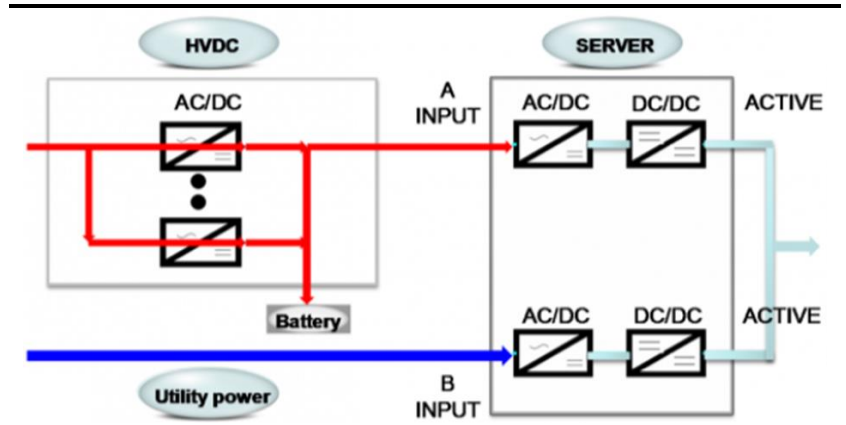 HVDC
SERVER
AC/DC
A
INPUT
AC/DC
DC/DC
ACTIVE
Battery
AC/DC
DC/DC
ACTIVE
Utility power
B
INPUT